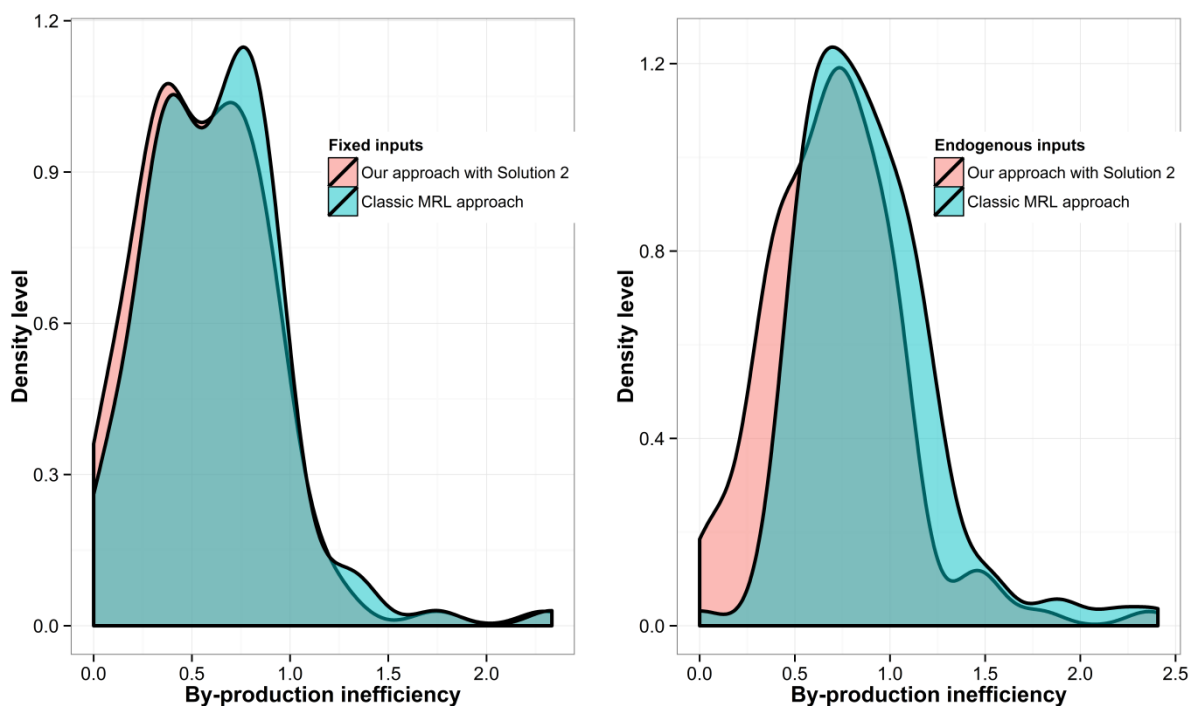 1.2
0.9
0.6
0.3
0.0
Density level
Fixed inputs
Our approach with Solution 2
Classic MRL approach
0.0 0.5 1.0 1.5 2.0
By-production inefficiency
1.2
0.8
0.4
0.0
Density level
Endogenous inputs
Our approach with Solution 2
Classic MRL approach
0.0 0.5 1.0 1.5 2.0 2.5
By-production inefficiency